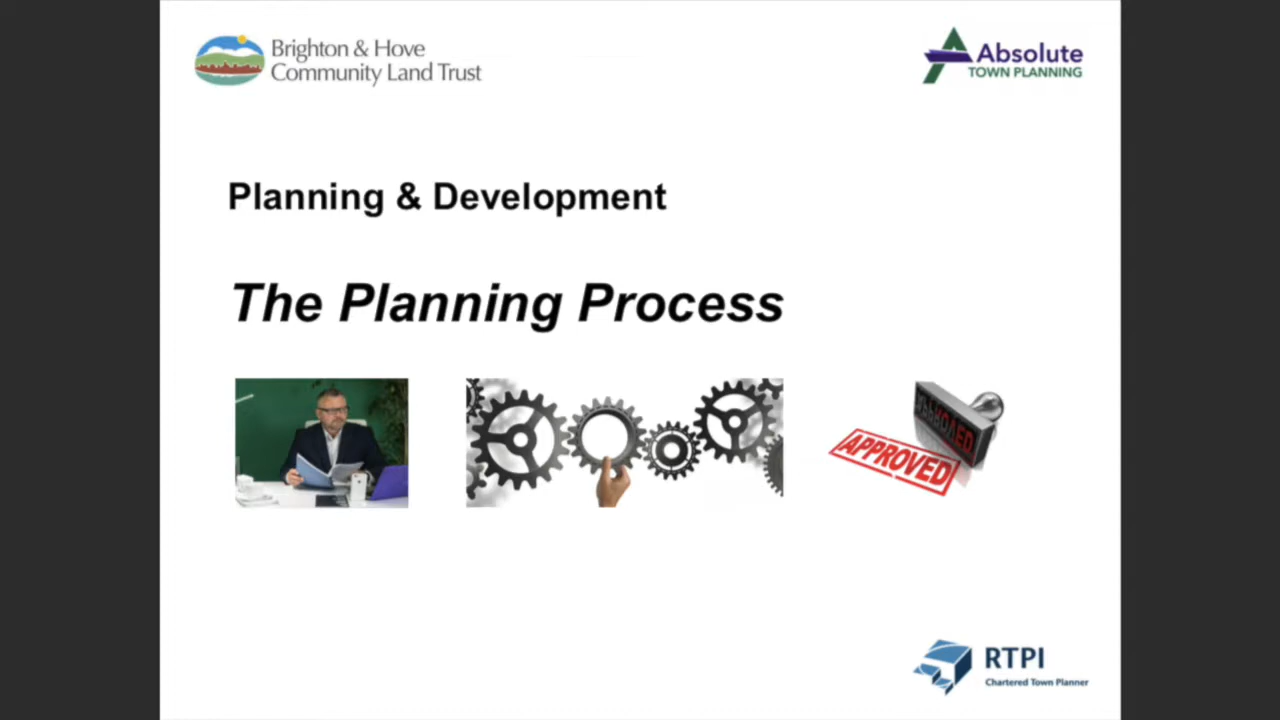 Brighton & Hove
Community Land Trust
Absolute
TOWN PLANNING
Planning & Development
The Planning Process
APPROVED
RTPI
Chartered Town Planner